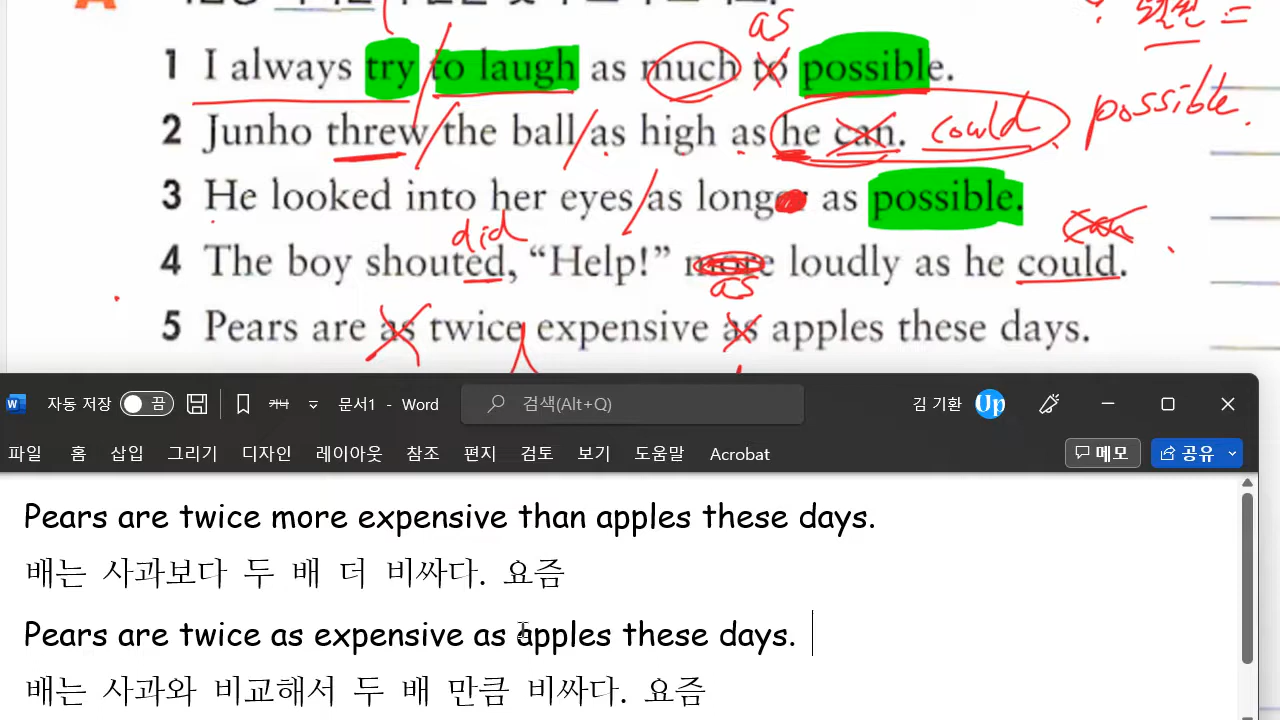 as
1 I always try to laugh as much to possible.
possible.
2 Junho threw the ball as high as he can. could
3 He looked into her eyes as longer as possible.
did
4 The boy shouted, “Help!” more loudly as he could.
as
5 Pears are as twice expensive as apples these days.
자동 저장 끔 가나 문서1 - Word 검색(Alt+Q) 김 기환 Up
파일 홈 삽입 그리기 디자인 레이아웃 참조 편지 검토 보기 도움말 Acrobat 메모 공유
Pears are twice more expensive than apples these days.
배는 사과보다 두 배 더 비싸다. 요즘
Pears are twice as expensive as apples these days.
배는 사과와 비교해서 두 배 만큼 비싸다. 요즘